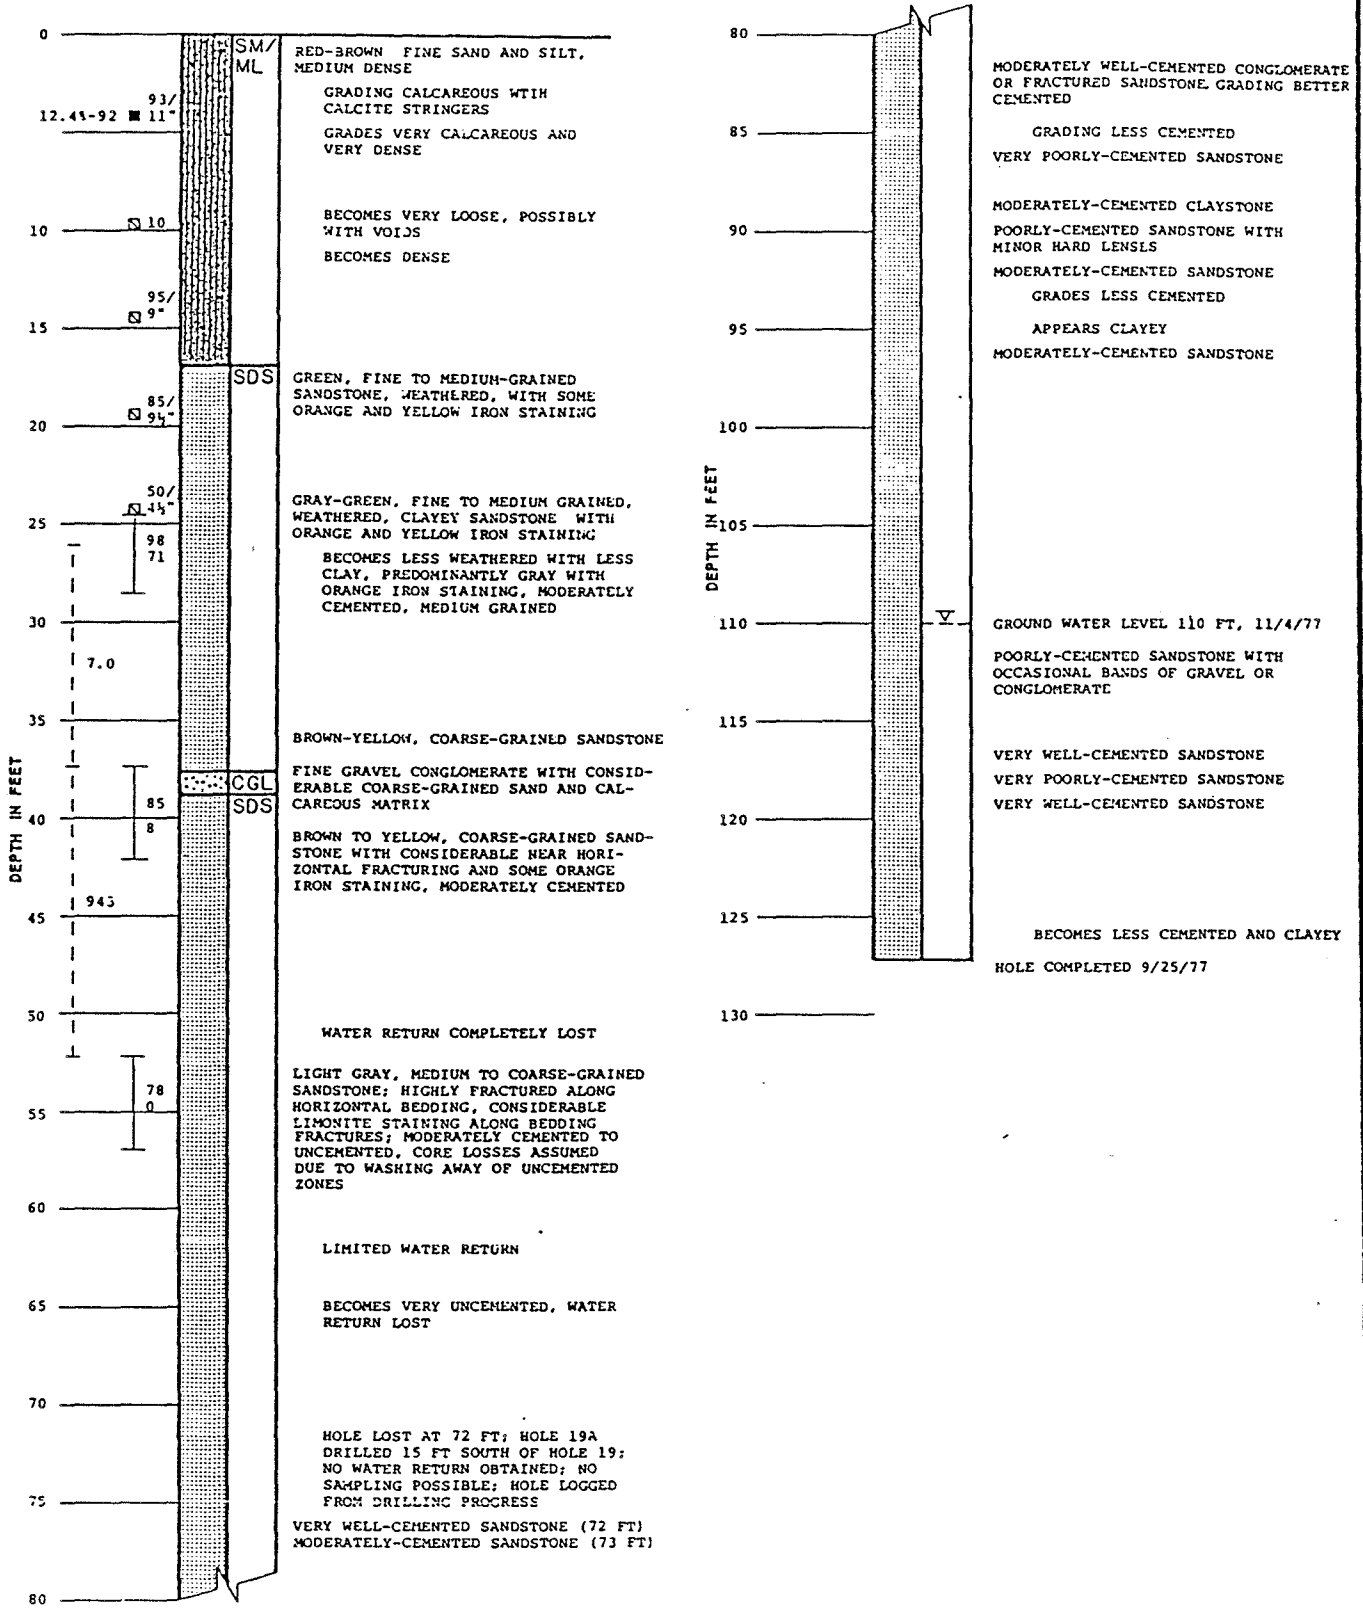 0
SM/
ML
RED-BROWN FINE SAND AND SILT,
MEDIUM DENSE
GRADING CALCAREOUS WTIH
CALCITE STRINGERS
93/
12.4%-92 11"
GRADES VERY CALCAREOUS AND
VERY DENSE
10
BECOMES VERY LOOSE, POSSIBLY
WITH VOIDS
10
BECOMES DENSE
95/
9"
15
SDS
GREEN, FINE TO MEDIUM-GRAINED
SANDSTONE, WEATHERED, WITH SOME
ORANGE AND YELLOW IRON STAINING
85/
9½"
20
50/
4½"
GRAY-GREEN, FINE TO MEDIUM GRAINED,
WEATHERED, CLAYEY SANDSTONE WITH
ORANGE AND YELLOW IRON STAINING
25
98
71
BECOMES LESS WEATHERED WITH LESS
CLAY, PREDOMINANTLY GRAY WITH
ORANGE IRON STAINING, MODERATELY
CEMENTED, MEDIUM GRAINED
30
7.0
35
BROWN-YELLOW, COARSE-GRAINED SANDSTONE
DEPTH IN FEET
CGL
FINE GRAVEL CONGLOMERATE WITH CONSID-
ERABLE COARSE-GRAINED SAND AND CAL-
CAREOUS MATRIX
SDS
85
8
40
BROWN TO YELLOW, COARSE-GRAINED SAND-
STONE WITH CONSIDERABLE NEAR HORI-
ZONTAL FRACTURING AND SOME ORANGE
IRON STAINING, MODERATELY CEMENTED
45
50
WATER RETURN COMPLETELY LOST
LIGHT GRAY, MEDIUM TO COARSE-GRAINED
SANDSTONE; HIGHLY FRACTURED ALONG
HORIZONTAL BEDDING, CONSIDERABLE
LIMONITE STAINING ALONG BEDDING
FRACTURES; MODERATELY CEMENTED TO
UNCEMENTED, CORE LOSSES ASSUMED
DUE TO WASHING AWAY OF UNCEMENTED
ZONES
78
0
55
60
LIMITED WATER RETURN
65
BECOMES VERY UNCEMENTED, WATER
RETURN LOST
70
HOLE LOST AT 72 FT; HOLE 19A
DRILLED 15 FT SOUTH OF HOLE 19;
NO WATER RETURN OBTAINED; NO
SAMPLING POSSIBLE; HOLE LOGGED
FROM DRILLING PROGRESS
75
VERY WELL-CEMENTED SANDSTONE (72 FT)
MODERATELY-CEMENTED SANDSTONE (73 FT)
80
80
MODERATELY WELL-CEMENTED CONGLOMERATE
OR FRACTURED SANDSTONE GRADING BETTER
CEMENTED
85
GRADING LESS CEMENTED
VERY POORLY-CEMENTED SANDSTONE
MODERATELY-CEMENTED CLAYSTONE
90
POORLY-CEMENTED SANDSTONE WITH
MINOR HARD LENSES
MODERATELY-CEMENTED SANDSTONE
GRADES LESS CEMENTED
95
APPEARS CLAYEY
MODERATELY-CEMENTED SANDSTONE
100
DEPTH IN FEET
105
110
GROUND WATER LEVEL 110 FT, 11/4/77
POORLY-CEMENTED SANDSTONE WITH
OCCASIONAL BANDS OF GRAVEL OR
CONGLOMERATE
115
VERY WELL-CEMENTED SANDSTONE
VERY POORLY-CEMENTED SANDSTONE
VERY WELL-CEMENTED SANDSTONE
120
125
BECOMES LESS CEMENTED AND CLAYEY
HOLE COMPLETED 9/25/77
130